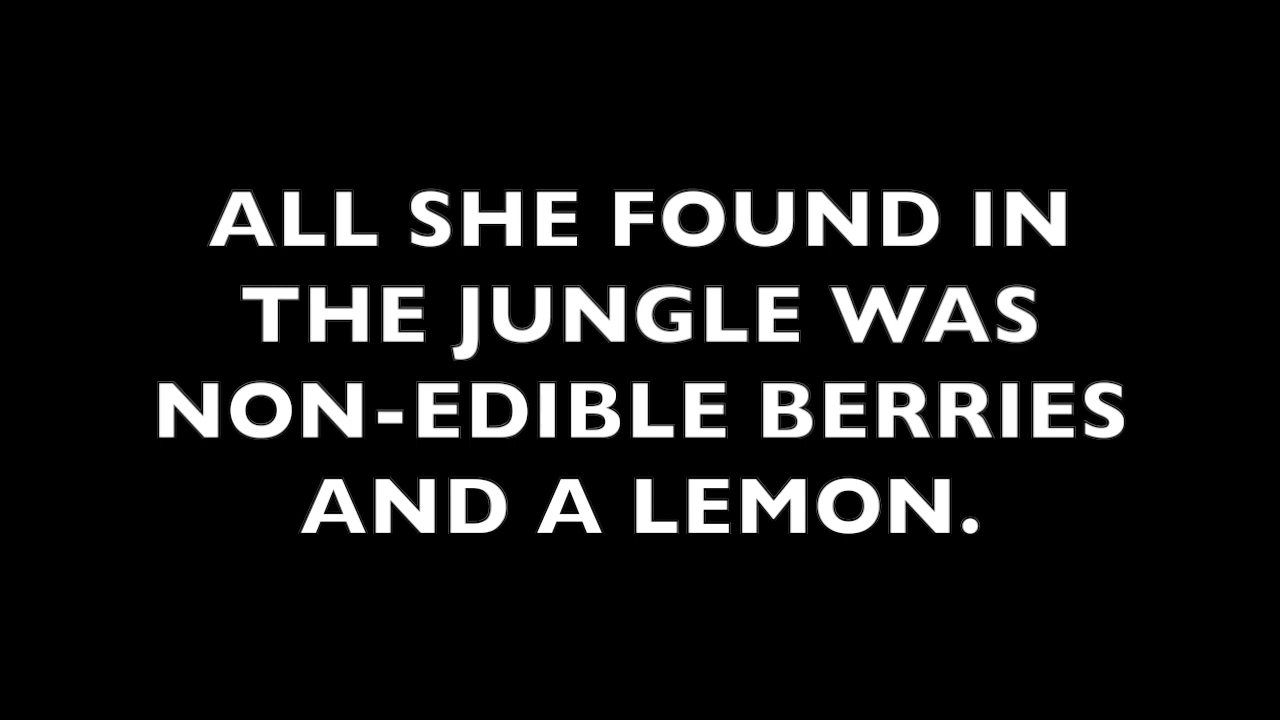 ALL SHE FOUND IN
THE JUNGLE WAS
NON-EDIBLE BERRIES
AND A LEMON.